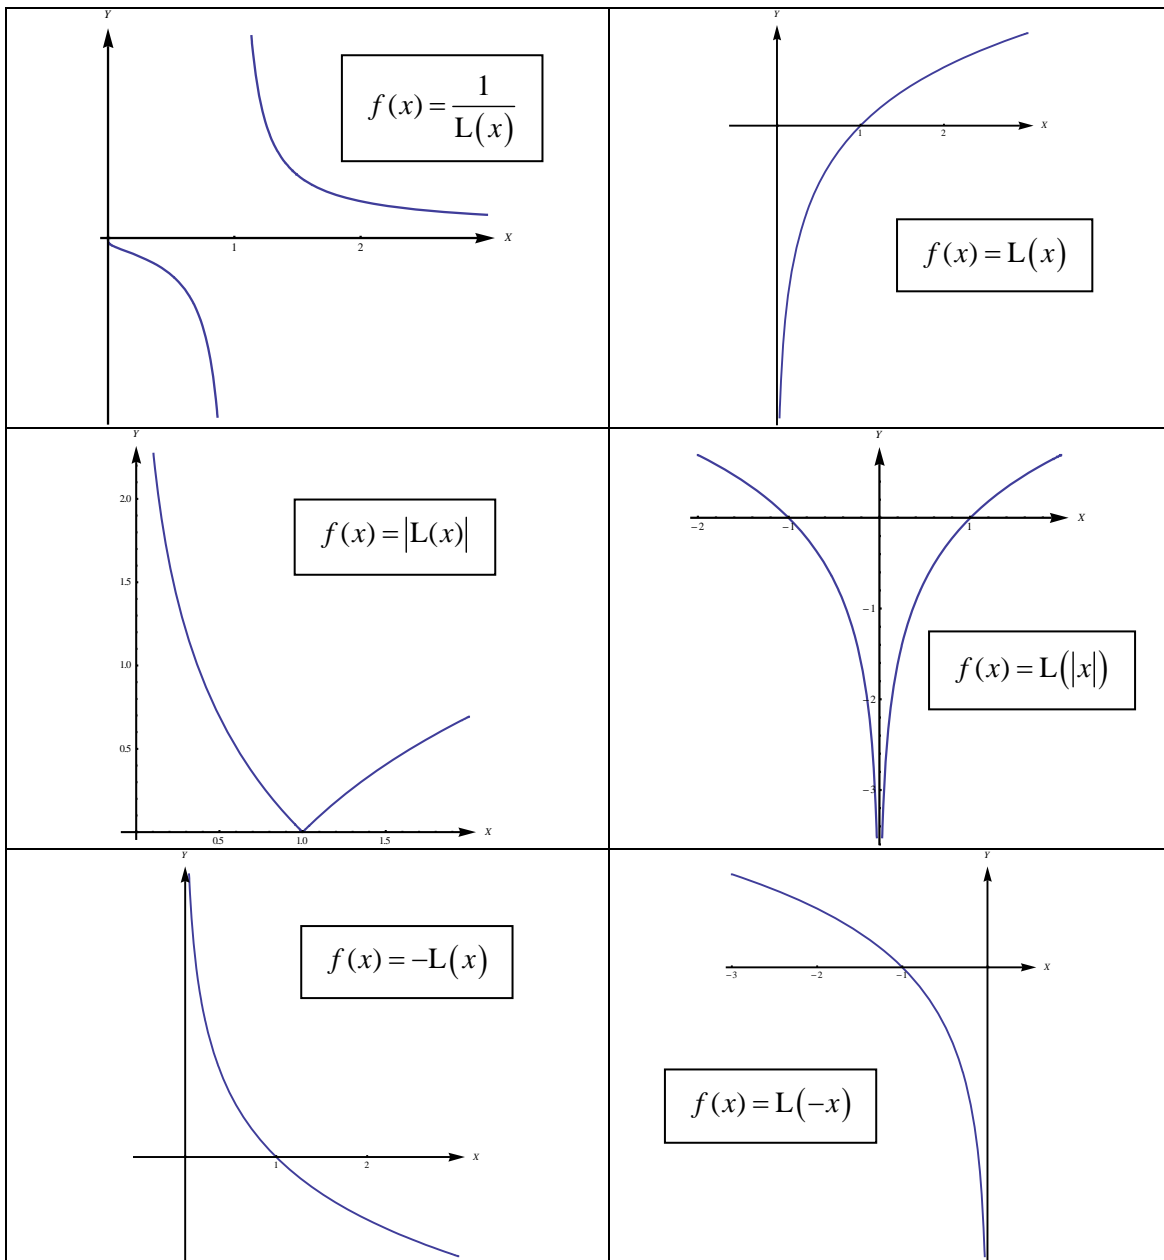 Y
f(x) = 1/L(x)
1 2 X
Y
1 2 X
f(x) = L(x)
Y
2.0
f(x) = |L(x)|
1.5
1.0
0.5
0.5 1.0 1.5 X
Y
-2 -1 1 X
-1
f(x) = L(|x|)
-2
-3
Y
f(x) = -L(x)
1 2 X
Y
-3 -2 -1 X
f(x) = L(-x)